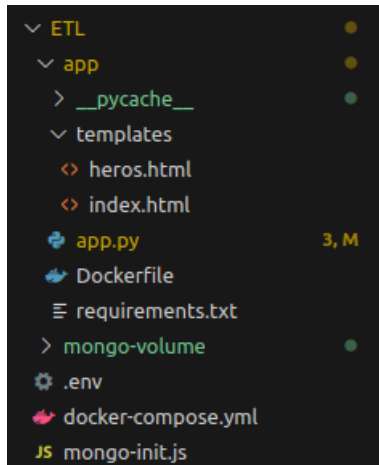 ETL
app
__pycache__
templates
<> heros.html
<> index.html
app.py 3, M
Dockerfile
requirements.txt
mongo-volume
.env
docker-compose.yml
JS mongo-init.js